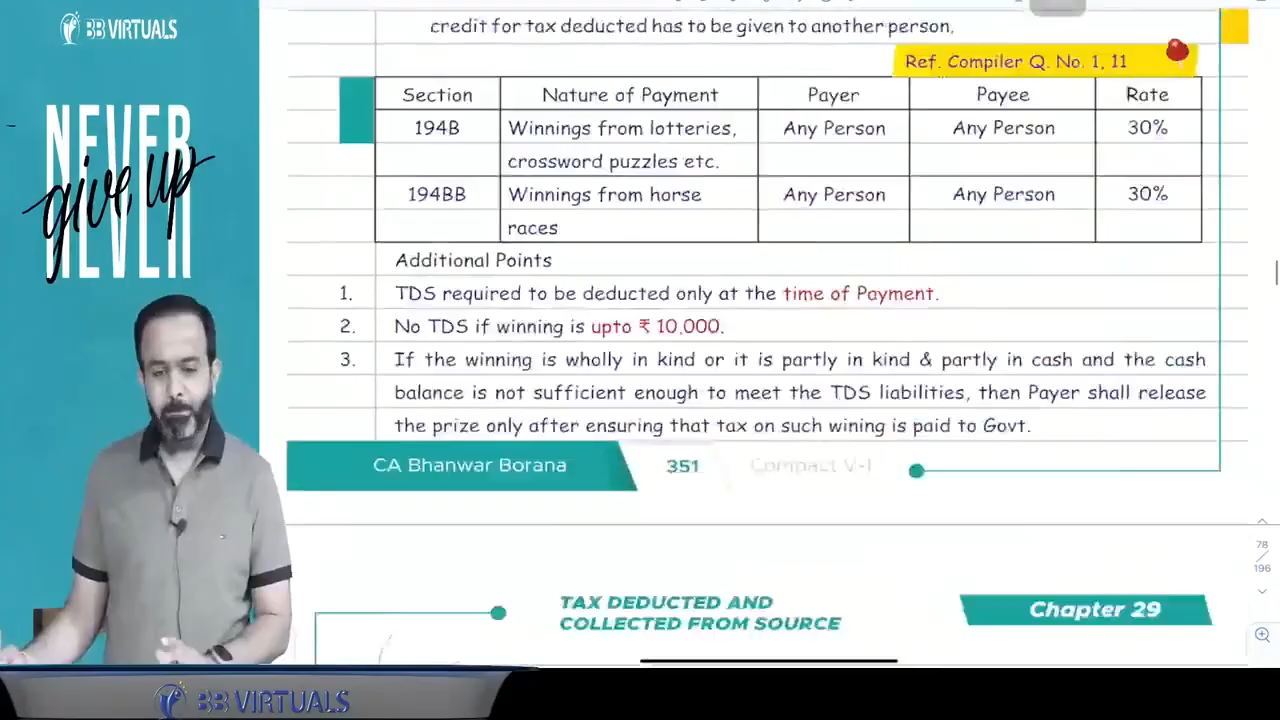 BB VIRTUALS
NEVER
give up
NEVER
credit for tax deducted has to be given to another person,
Ref. Compiler Q. No. 1, 11
Section Nature of Payment Payer Payee Rate
194B Winnings from lotteries, Any Person Any Person 30%
crossword puzzles etc.
194BB Winnings from horse Any Person Any Person 30%
races
Additional Points
1. TDS required to be deducted only at the time of Payment.
2. No TDS if winning is upto ₹ 10,000.
3. If the winning is wholly in kind or it is partly in kind & partly in cash and the cash
balance is not sufficient enough to meet the TDS liabilities, then Payer shall release
the prize only after ensuring that tax on such wining is paid to Govt.
CA Bhanwar Borana 351 Compact V-I
78
196
TAX DEDUCTED AND
COLLECTED FROM SOURCE
Chapter 29
BB VIRTUALS